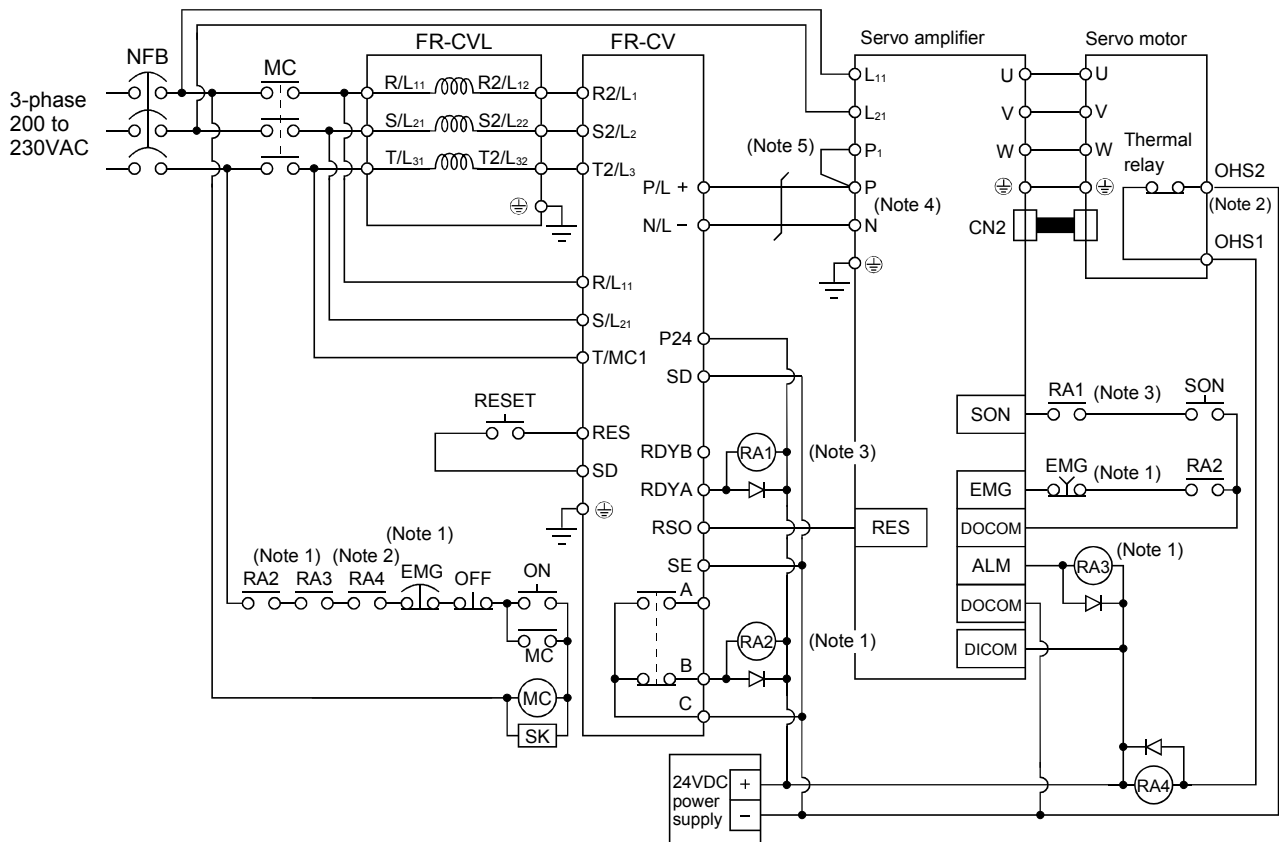 FR-CVL
FR-CV
Servo amplifier
Servo motor
NFB
MC
3-phase
200 to
230VAC
R/L11
R2/L12
S/L21
S2/L22
T/L31
T2/L32
R2/L1
S2/L2
T2/L3
P/L +
N/L −
R/L11
S/L21
T/MC1
P24
SD
RESET
RES
SD
RDYB
RDYA
RSO
SE
A
B
C
RA1
(Note 3)
RA2
(Note 1)
(Note 5)
L11
L21
P1
P
(Note 4)
N
RES
U
V
W
CN2
U
V
W
Thermal
relay
OHS2
(Note 2)
OHS1
SON
RA1
(Note 3)
SON
EMG
EMG
(Note 1)
RA2
DOCOM
ALM
RA3
(Note 1)
DOCOM
DICOM
RA4
(Note 1)
RA2
RA3
(Note 2)
RA4
(Note 1)
EMG
OFF
ON
MC
MC
SK
24VDC
power
supply
+
−